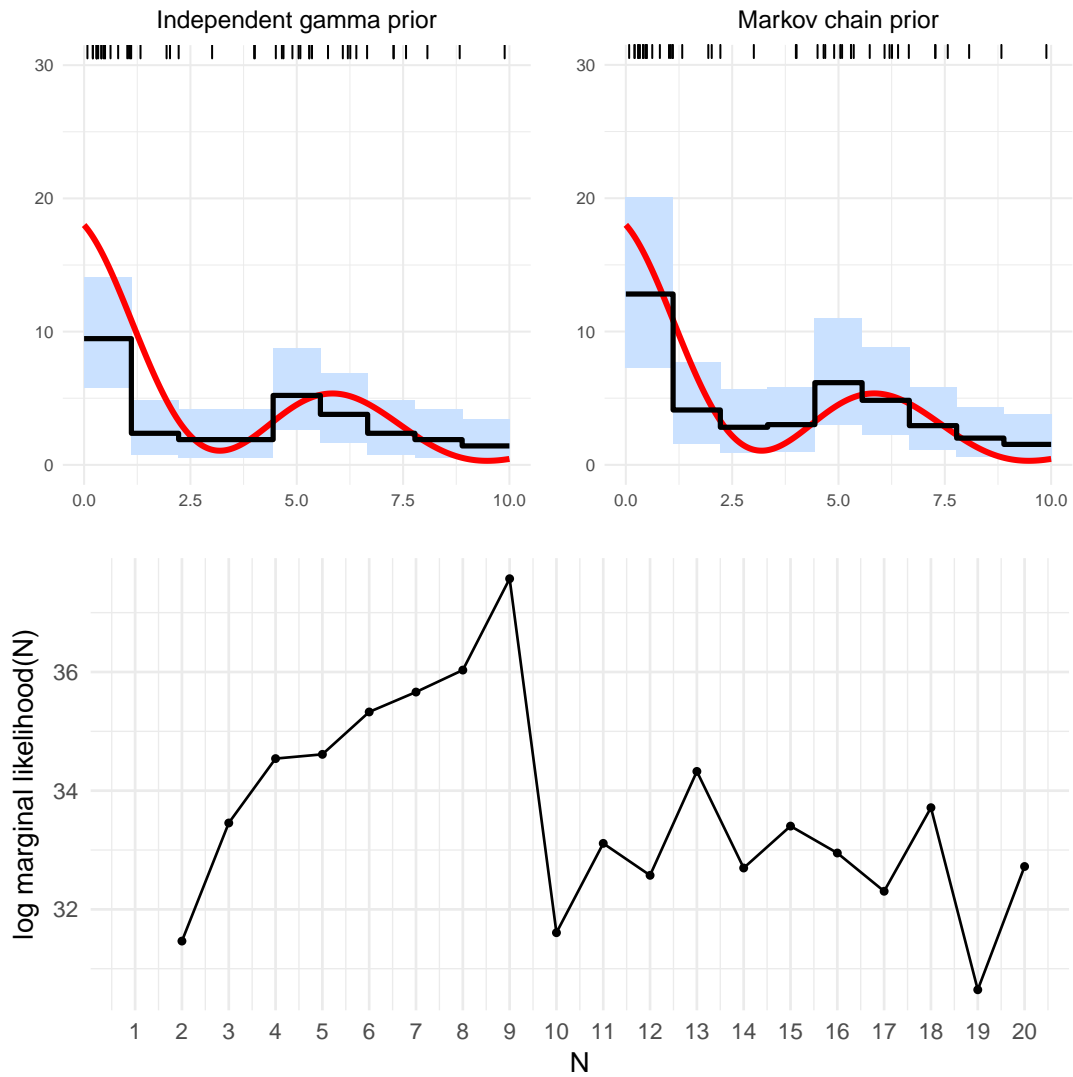 Independent gamma prior
Markov chain prior
30
20
10
0
0.0 2.5 5.0 7.5 10.0
30
20
10
0
0.0 2.5 5.0 7.5 10.0
log marginal likelihood(N)
36
34
32
1 2 3 4 5 6 7 8 9 10 11 12 13 14 15 16 17 18 19 20
N